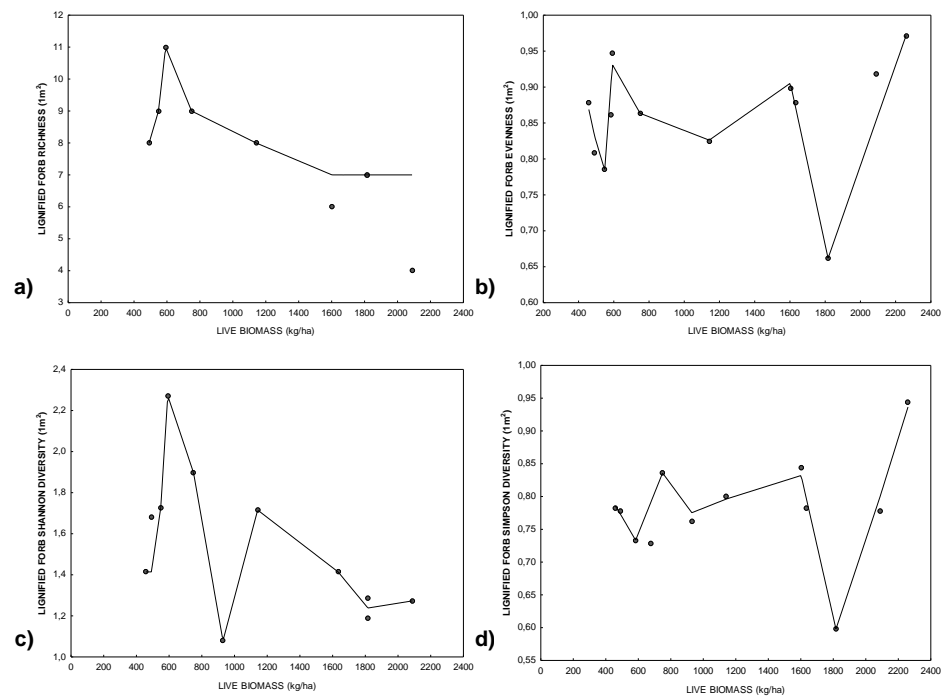 12
11
10
9
8
7
6
5
4
3
LIGNIFIED FORB RICHNESS (1m²)
a)
0 200 400 600 800 1000 1200 1400 1600 1800 2000 2200 2400
LIVE BIOMASS (kg/ha)
1,00
0,95
0,90
0,85
0,80
0,75
0,70
0,65
0,60
LIGNIFIED FORB EVENNESS (1m²)
b)
200 400 600 800 1000 1200 1400 1600 1800 2000 2200 2400
LIVE BIOMASS (kg/ha)
2,4
2,2
2,0
1,8
1,6
1,4
1,2
1,0
LIGNIFIED FORB SHANNON DIVERSITY (1m²)
c)
0 200 400 600 800 1000 1200 1400 1600 1800 2000 2200 2400
LIVE BIOMASS (kg/ha)
1,00
0,95
0,90
0,85
0,80
0,75
0,70
0,65
0,60
0,55
LIGNIFIED FORB SIMPSON DIVERSITY (1m²)
d)
0 200 400 600 800 1000 1200 1400 1600 1800 2000 2200 2400
LIVE BIOMASS (kg/ha)